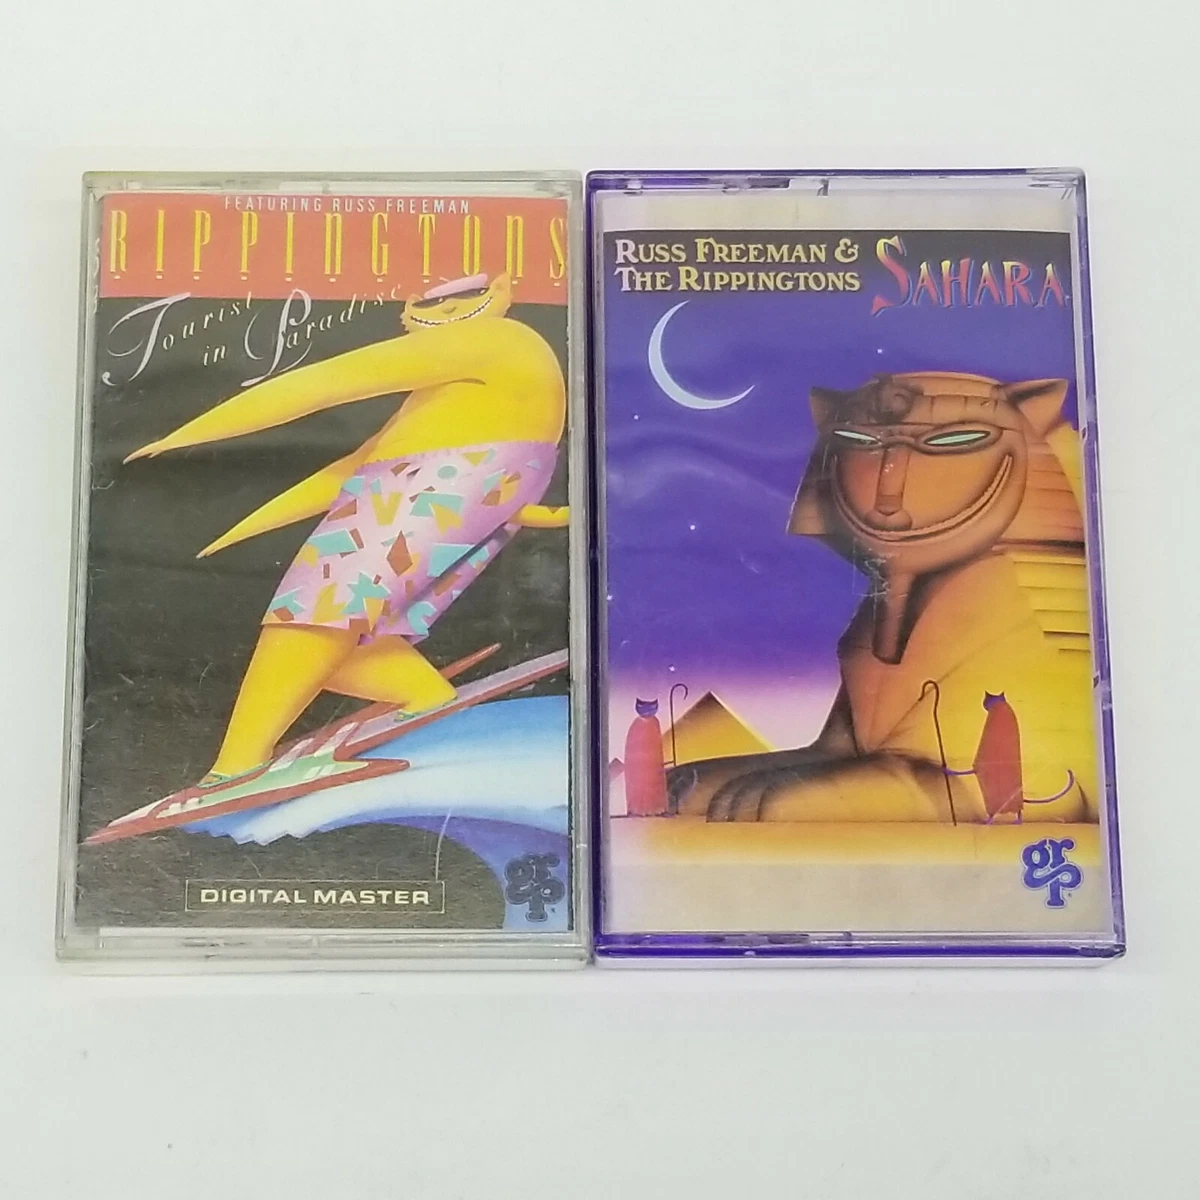 FEATURING RUSS FREEMAN
RIPPINGTONS
Tourist
in Paradise
DIGITAL MASTER
grp
RUSS FREEMAN &
THE RIPPINGTONS
SAHARA
grp